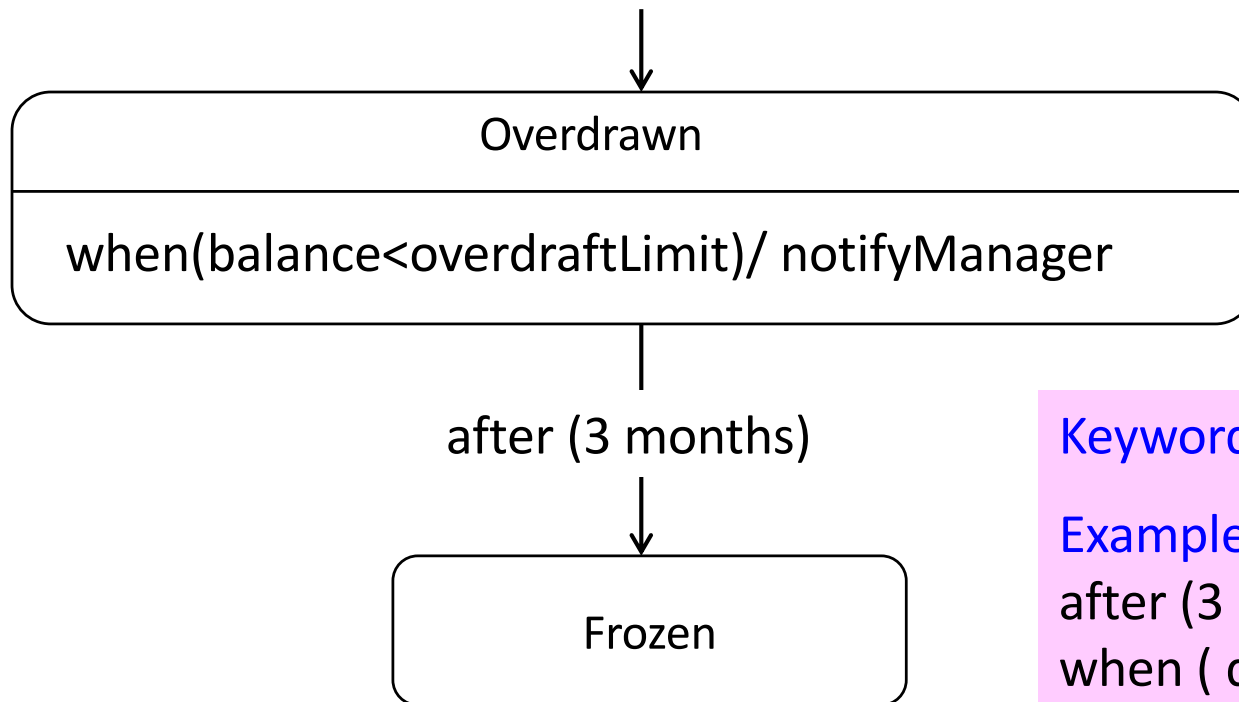 Overdrawn
when(balance<overdraftLimit)/ notifyManager
after (3 months)
Frozen
Keyword
Example
after (3
when (